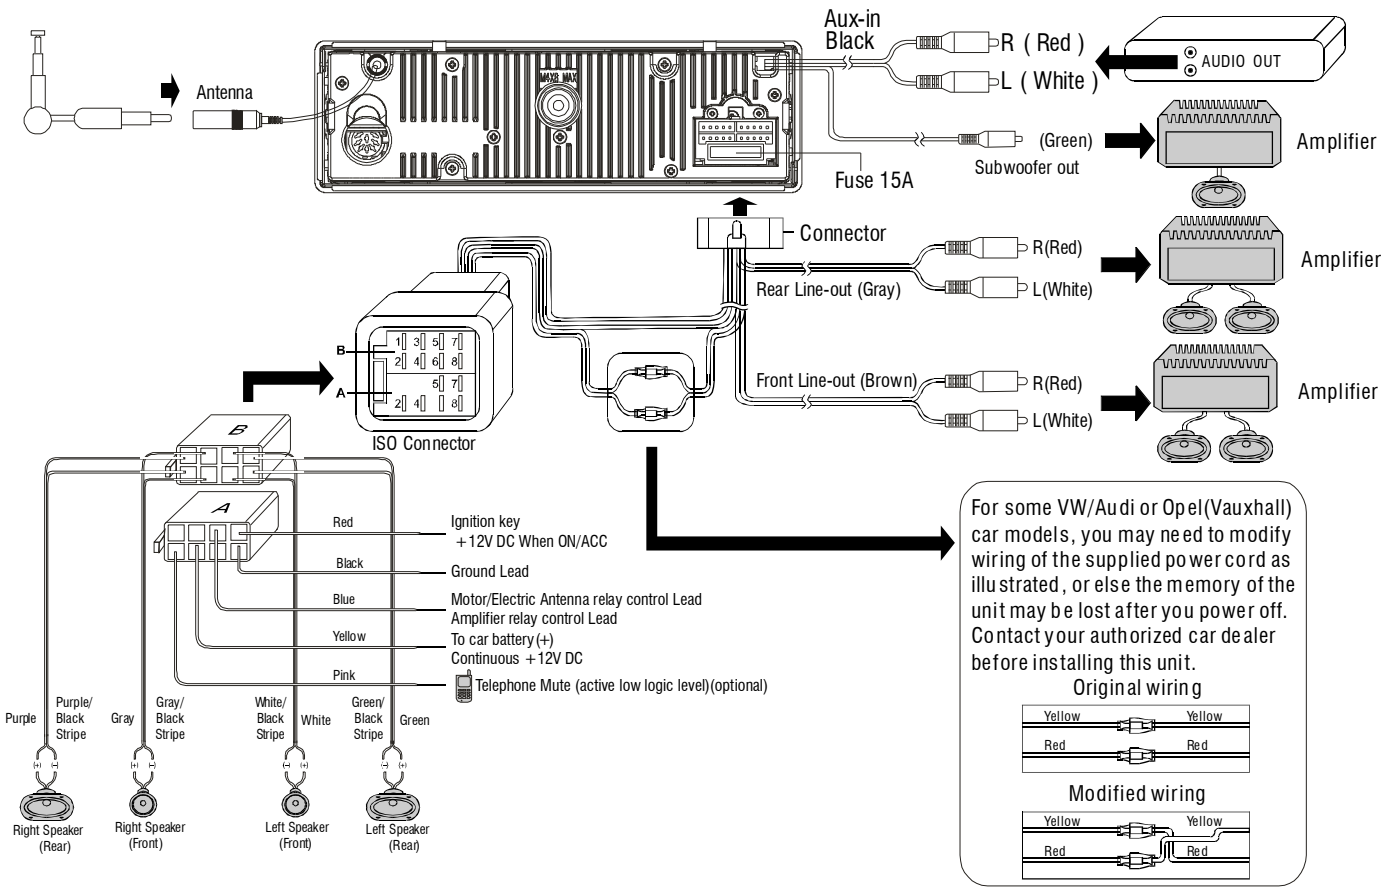 Aux-in
Black
R ( Red )
L ( White )
AUDIO OUT
Antenna
M4X8 MAX
(Green)
Subwoofer out
Amplifier
Fuse 15A
Connector
R(Red)
L(White)
Rear Line-out (Gray)
Amplifier
Front Line-out (Brown)
R(Red)
L(White)
Amplifier
B
1 3 5 7
2 4 6 8
A
5 7
2 4 8
ISO Connector
B
A
Red
Ignition key
+12V DC When ON/ACC
Black
Ground Lead
Blue
Motor/Electric Antenna relay control Lead
Amplifier relay control Lead
Yellow
To car battery(+)
Continuous +12V DC
Pink
Telephone Mute (active low logic level)(optional)
Purple
Purple/
Black
Stripe
Gray
Gray/
Black
Stripe
White/
Black
Stripe
White
Green/
Black
Stripe
Green
(+) (-)
(+) (-)
(-) (+)
(-) (+)
Right Speaker
(Rear)
Right Speaker
(Front)
Left Speaker
(Front)
Left Speaker
(Rear)
For some VW/Audi or Opel(Vauxhall)
car models, you may need to modify
wiring of the supplied power cord as
illustrated, or else the memory of the
unit may be lost after you power off.
Contact your authorized car dealer
before installing this unit.
Original wiring
Yellow Yellow
Red Red
Modified wiring
Yellow Yellow
Red Red